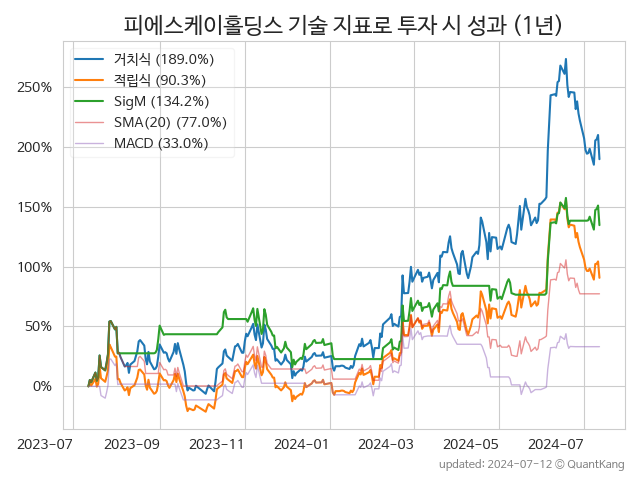 피에스케이홀딩스 기술 지표로 투자 시 성과 (1년)
거치식 (189.0%)
적립식 (90.3%)
SigM (134.2%)
SMA(20) (77.0%)
MACD (33.0%)
250%
200%
150%
100%
50%
0%
2023-07 2023-09 2023-11 2024-01 2024-03 2024-05 2024-07
updated: 2024-07-12 © QuantKang